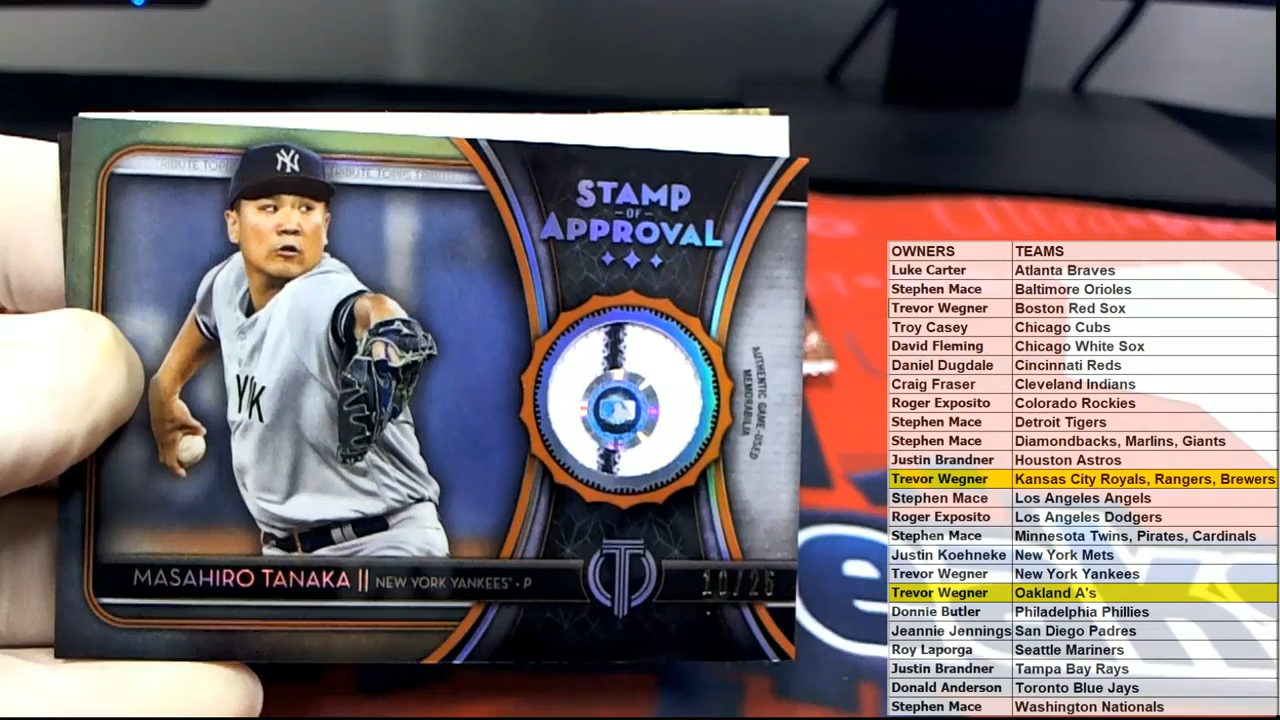 TRIBUTE TOPPS TRIBUTE
STAMP
OF
APPROVAL
AUTHENTIC GAME-USED
MEMORABILIA
NY
MASAHIRO TANAKA || NEW YORK YANKEES · P
10/25
OWNERS TEAMS
Luke Carter Atlanta Braves
Stephen Mace Baltimore Orioles
Trevor Wegner Boston Red Sox
Troy Casey Chicago Cubs
David Fleming Chicago White Sox
Daniel Dugdale Cincinnati Reds
Craig Fraser Cleveland Indians
Roger Exposito Colorado Rockies
Stephen Mace Detroit Tigers
Stephen Mace Diamondbacks, Marlins, Giants
Justin Brandner Houston Astros
Trevor Wegner Kansas City Royals, Rangers, Brewers
Stephen Mace Los Angeles Angels
Roger Exposito Los Angeles Dodgers
Stephen Mace Minnesota Twins, Pirates, Cardinals
Justin Koehneke New York Mets
Trevor Wegner New York Yankees
Trevor Wegner Oakland A's
Donnie Butler Philadelphia Phillies
Jeannie Jennings San Diego Padres
Roy Laporga Seattle Mariners
Justin Brandner Tampa Bay Rays
Donald Anderson Toronto Blue Jays
Stephen Mace Washington Nationals